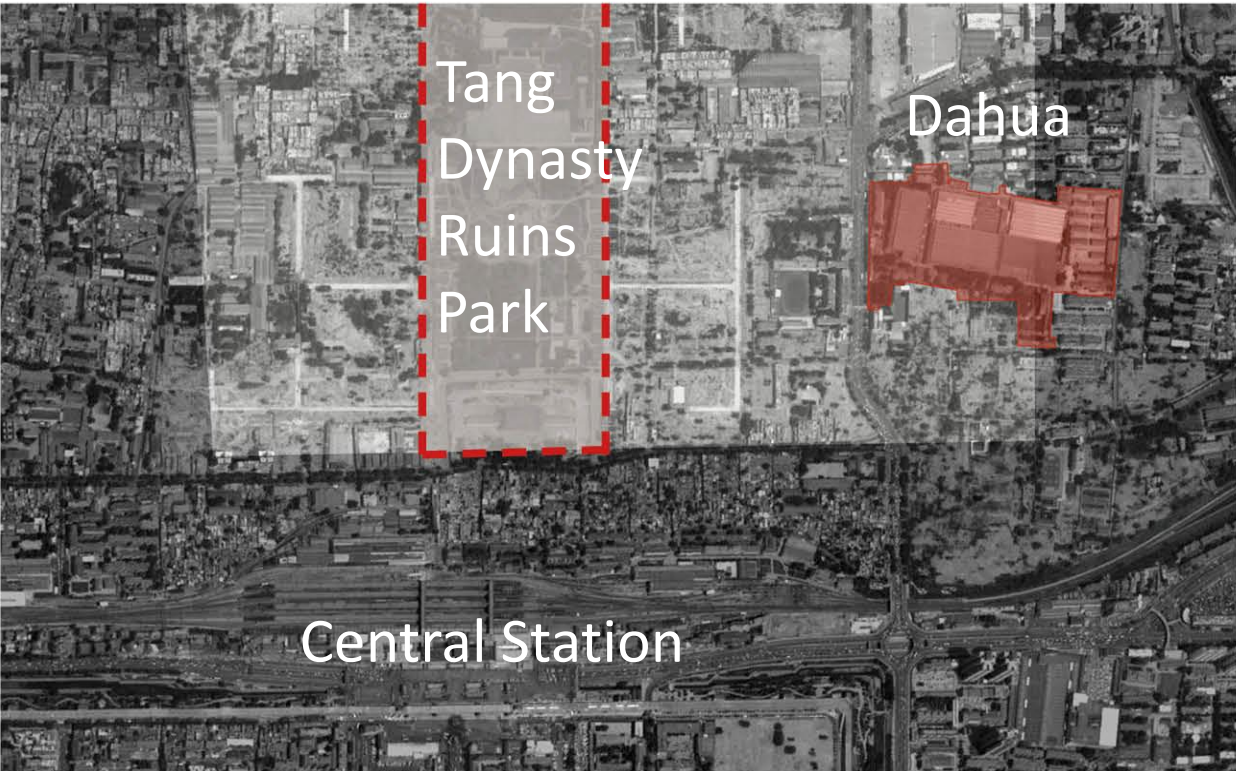 Tang
Dynasty
Ruins
Park
Dahua
Central Station